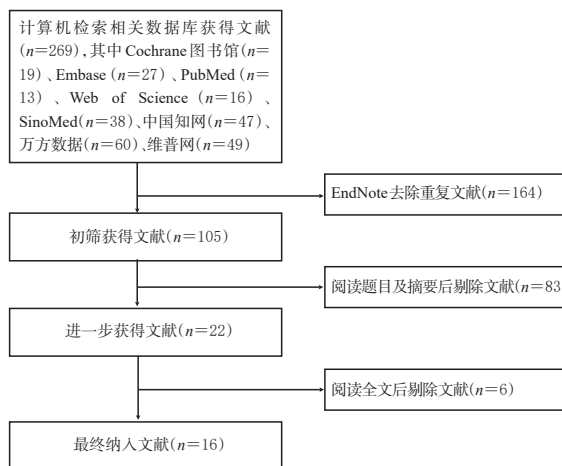 计算机检索相关数据库获得文献
(n=269),其中Cochrane图书馆(n=
19)、Embase(n=27)、PubMed(n=
13)、Web of Science(n=16)、
SinoMed(n=38)、中国知网(n=47)、
万方数据(n=60)、维普网(n=49)
EndNote去除重复文献(n=164)
初筛获得文献(n=105)
阅读题目及摘要后剔除文献(n=83
进一步获得文献(n=22)
阅读全文后剔除文献(n=6)
最终纳入文献(n=16)